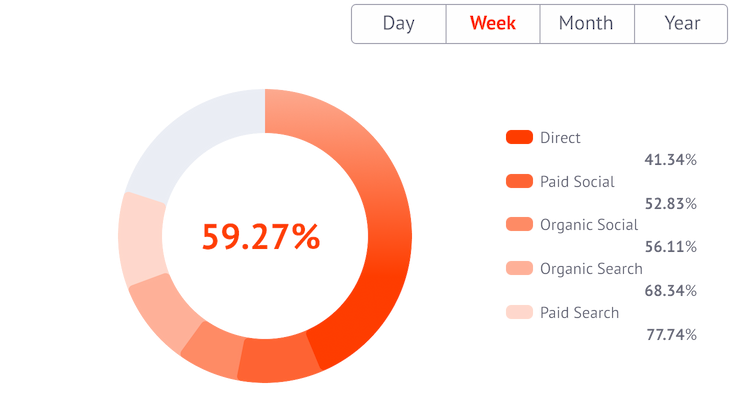 Day Week Month Year
59.27%
Direct
41.34%
Paid Social
52.83%
Organic Social
56.11%
Organic Search
68.34%
Paid Search
77.74%